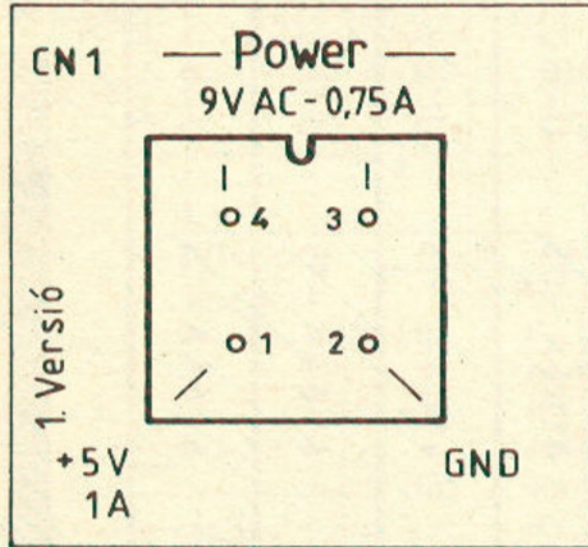 CN1
Power
9V AC - 0,75A
4 3
1 2
1. Versió
+5V
1A
GND